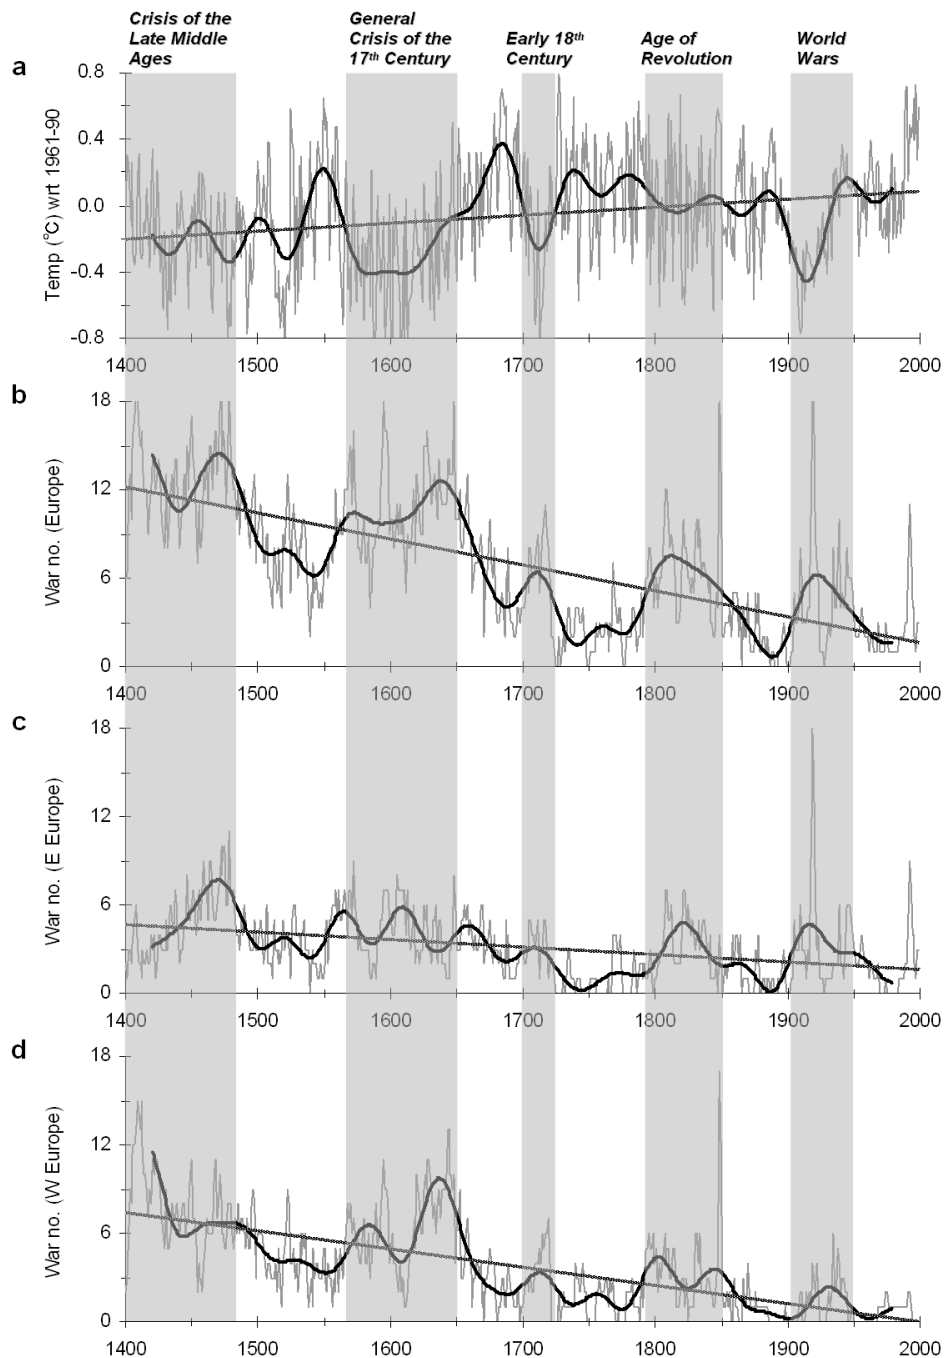 Crisis of the
Late Middle
Ages
General
Crisis of the
17th Century
Early 18th
Century
Age of
Revolution
World
Wars
a
Temp (℃) wrt 1961-90
0.8
0.4
0.0
-0.4
-0.8
1400 1500 1600 1700 1800 1900 2000
b
War no. (Europe)
18
12
6
0
1400 1500 1600 1700 1800 1900 2000
c
War no. (E Europe)
18
12
6
0
1400 1500 1600 1700 1800 1900 2000
d
War no. (W Europe)
18
12
6
0
1400 1500 1600 1700 1800 1900 2000